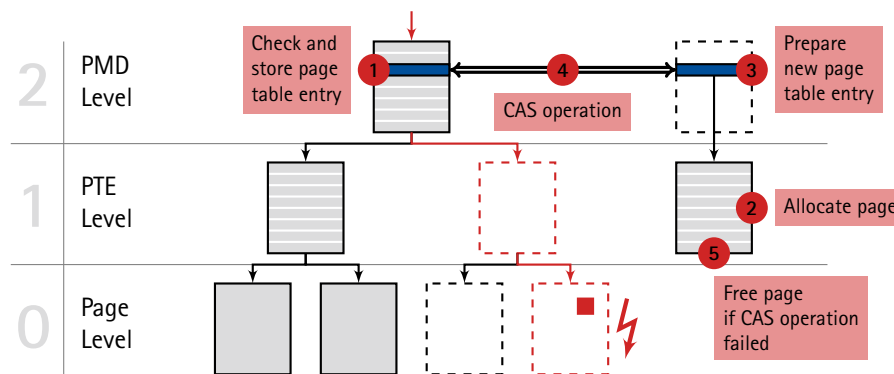 2
PMD
Level
Check and
store page
table entry
1
4
CAS operation
3
Prepare
new page
table entry
1
PTE
Level
2
Allocate page
5
0
Page
Level
Free page
if CAS operation
failed